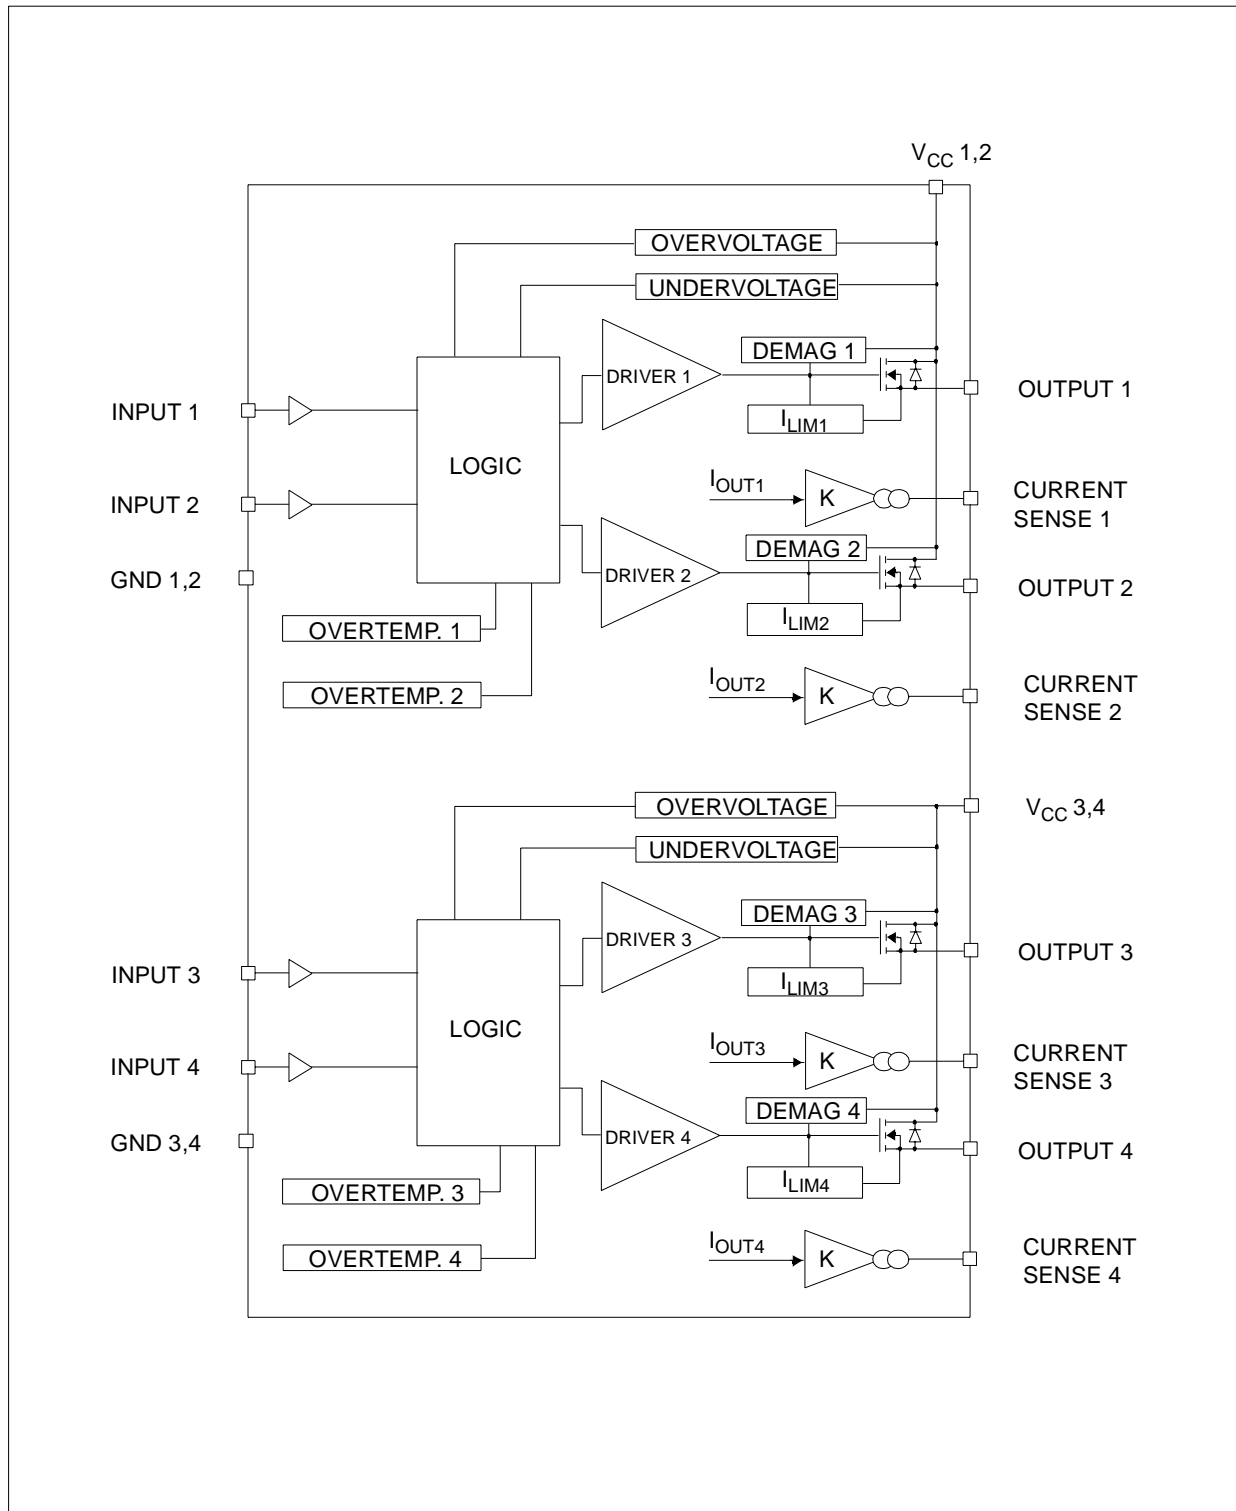 VCC 1,2
OVERVOLTAGE
UNDERVOLTAGE
DEMAG 1
DRIVER 1
OUTPUT 1
INPUT 1
ILIM1
LOGIC
IOUT1
K
CURRENT
SENSE 1
INPUT 2
DEMAG 2
DRIVER 2
GND 1,2
OUTPUT 2
ILIM2
OVERTEMP. 1
OVERTEMP. 2
IOUT2
K
CURRENT
SENSE 2
OVERVOLTAGE
VCC 3,4
UNDERVOLTAGE
DEMAG 3
DRIVER 3
OUTPUT 3
INPUT 3
ILIM3
LOGIC
IOUT3
K
CURRENT
SENSE 3
INPUT 4
DEMAG 4
DRIVER 4
GND 3,4
OUTPUT 4
ILIM4
OVERTEMP. 3
OVERTEMP. 4
IOUT4
K
CURRENT
SENSE 4